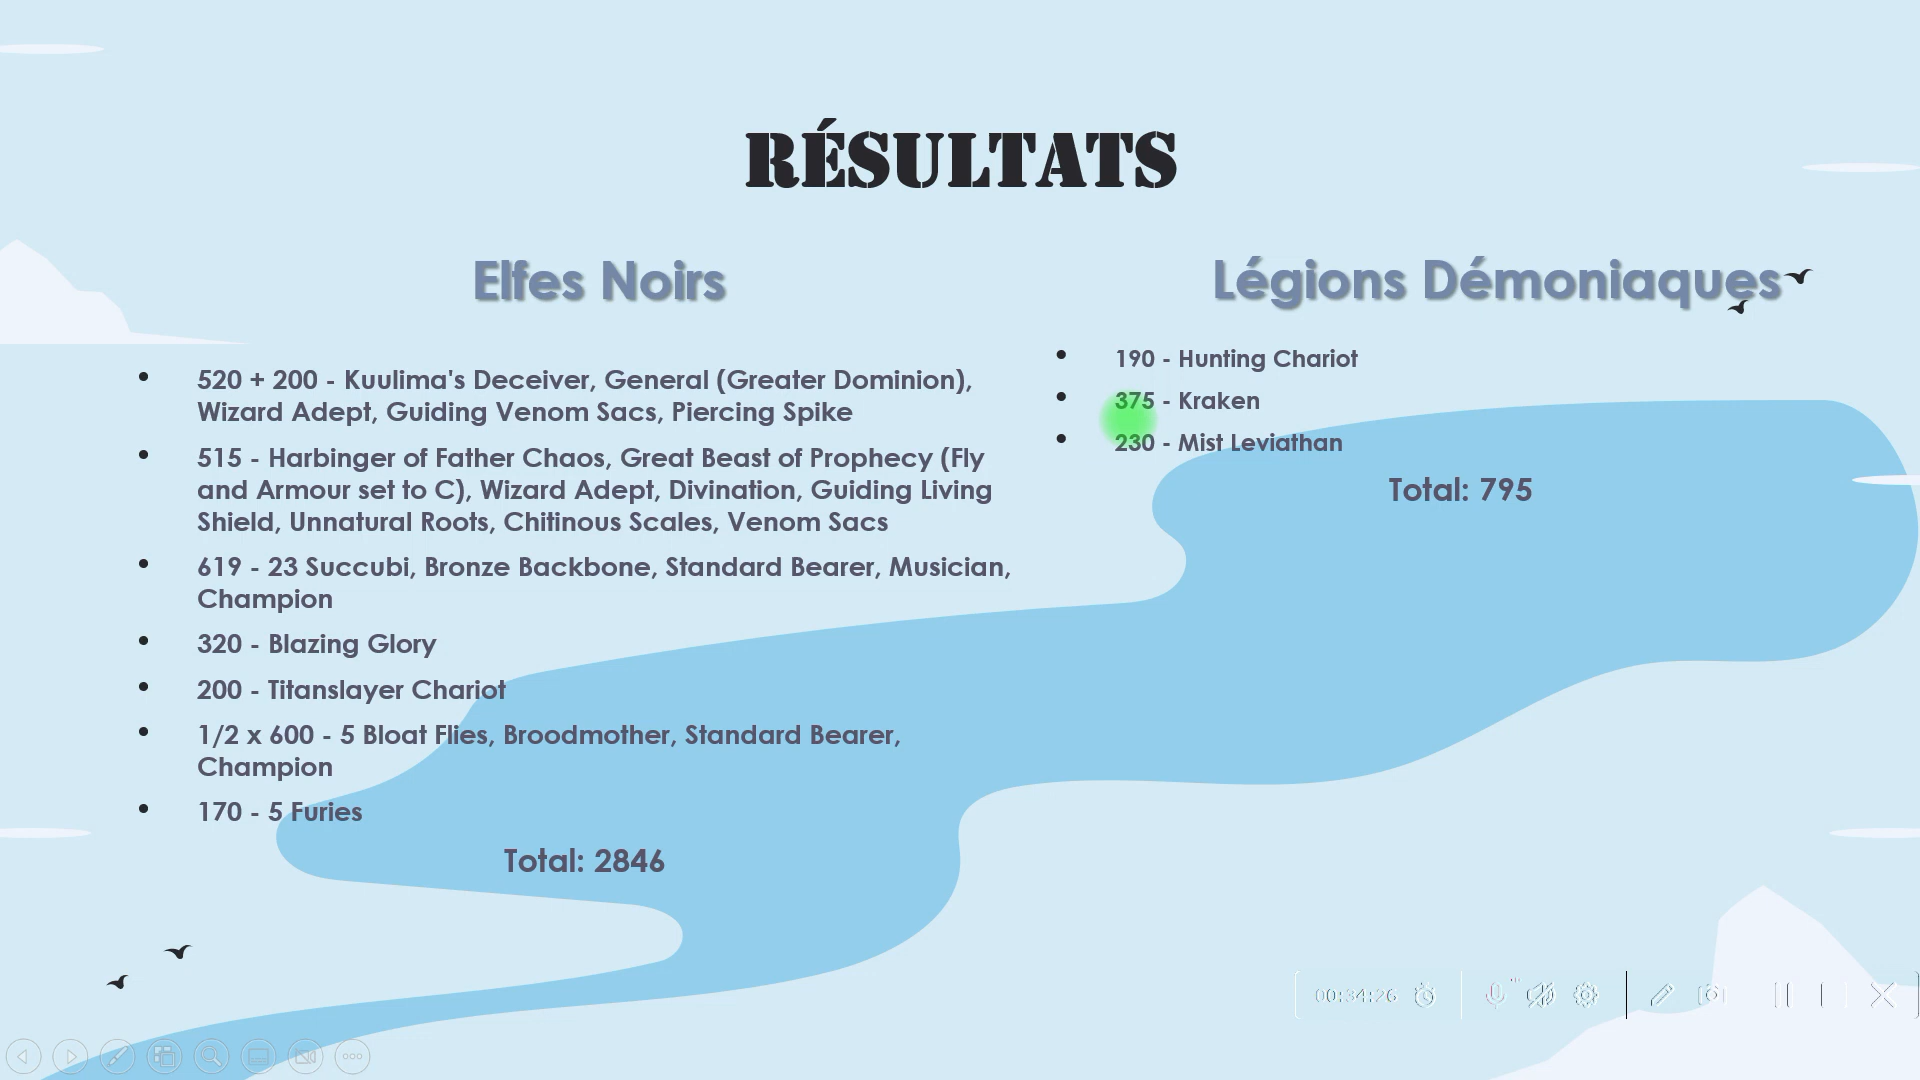 RÉSULTATS
Elfes Noirs
520 + 200 - Kuulima's Deceiver, General (Greater Dominion),
Wizard Adept, Guiding Venom Sacs, Piercing Spike
515 - Harbinger of Father Chaos, Great Beast of Prophecy (Fly
and Armour set to C), Wizard Adept, Divination, Guiding Living
Shield, Unnatural Roots, Chitinous Scales, Venom Sacs
619 - 23 Succubi, Bronze Backbone, Standard Bearer, Musician,
Champion
320 - Blazing Glory
200 - Titanslayer Chariot
1/2 x 600 - 5 Bloat Flies, Broodmother, Standard Bearer,
Champion
170 - 5 Furies
Total: 2846
Légions Démoniaques
190 - Hunting Chariot
375 - Kraken
230 - Mist Leviathan
Total: 795
00:34:26